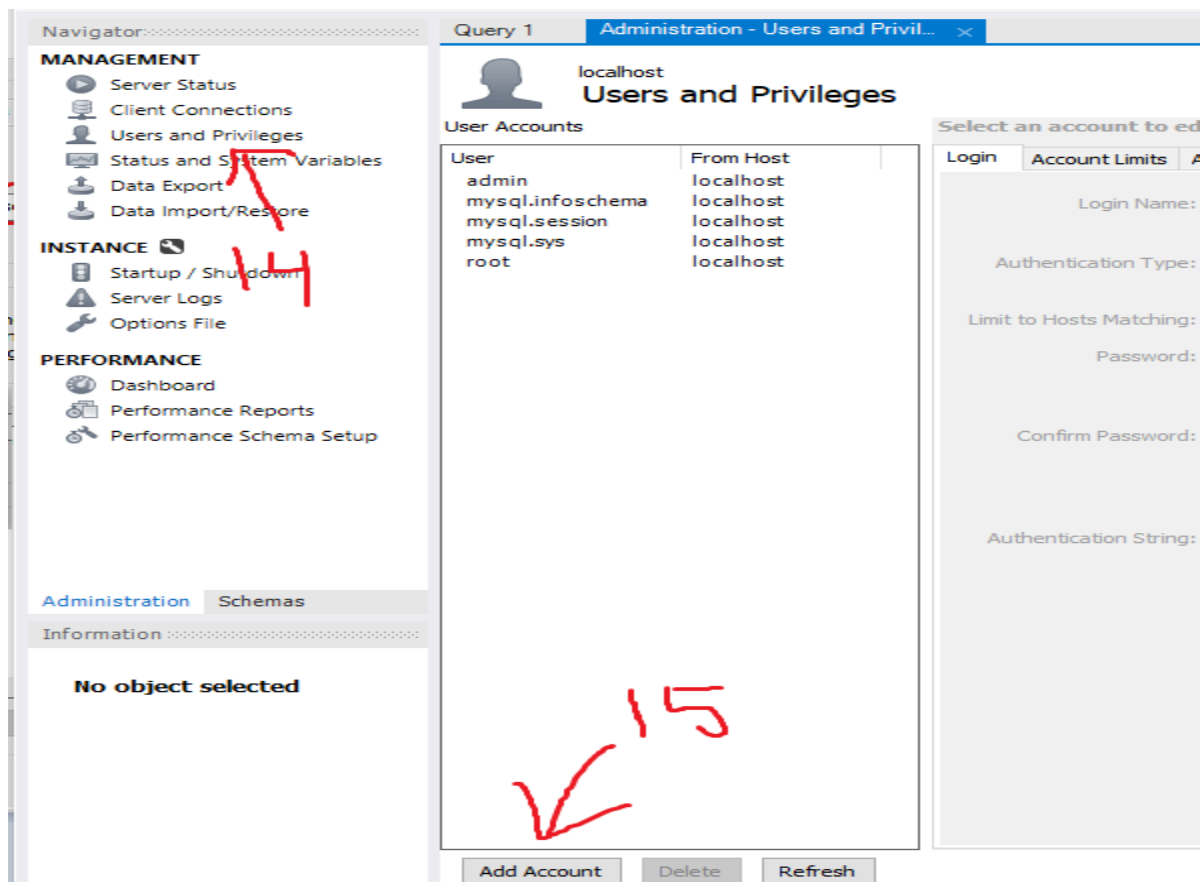 Navigator
MANAGEMENT
Server Status
Client Connections
Users and Privileges
Status and System Variables
Data Export
Data Import/Restore
14
INSTANCE
Startup / Shutdown
Server Logs
Options File
PERFORMANCE
Dashboard
Performance Reports
Performance Schema Setup
Administration Schemas
Information
No object selected
Query 1 Administration - Users and Privil...
localhost
Users and Privileges
User Accounts
User From Host
admin localhost
mysql.infoschema localhost
mysql.session localhost
mysql.sys localhost
root localhost
15
Add Account Delete Refresh
Select an account to ed
Login Account Limits A
Login Name:
Authentication Type:
Limit to Hosts Matching:
Password:
Confirm Password:
Authentication String: